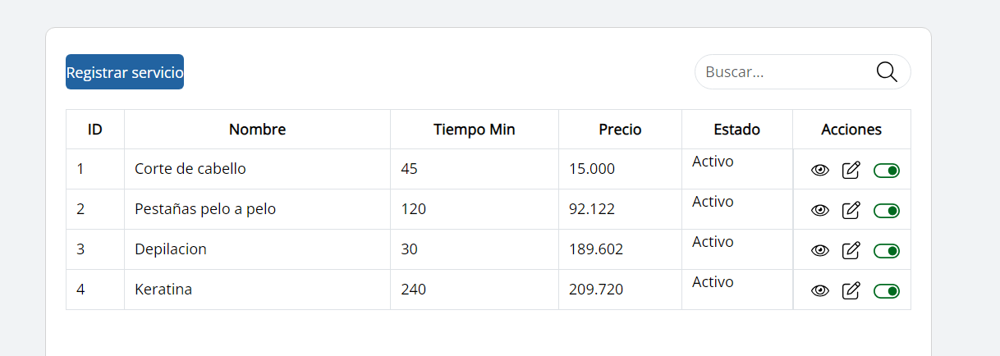 Registrar servicio Buscar...
ID Nombre Tiempo Min Precio Estado Acciones
1 Corte de cabello 45 15.000 Activo
2 Pestañas pelo a pelo 120 92.122 Activo
3 Depilacion 30 189.602 Activo
4 Keratina 240 209.720 Activo